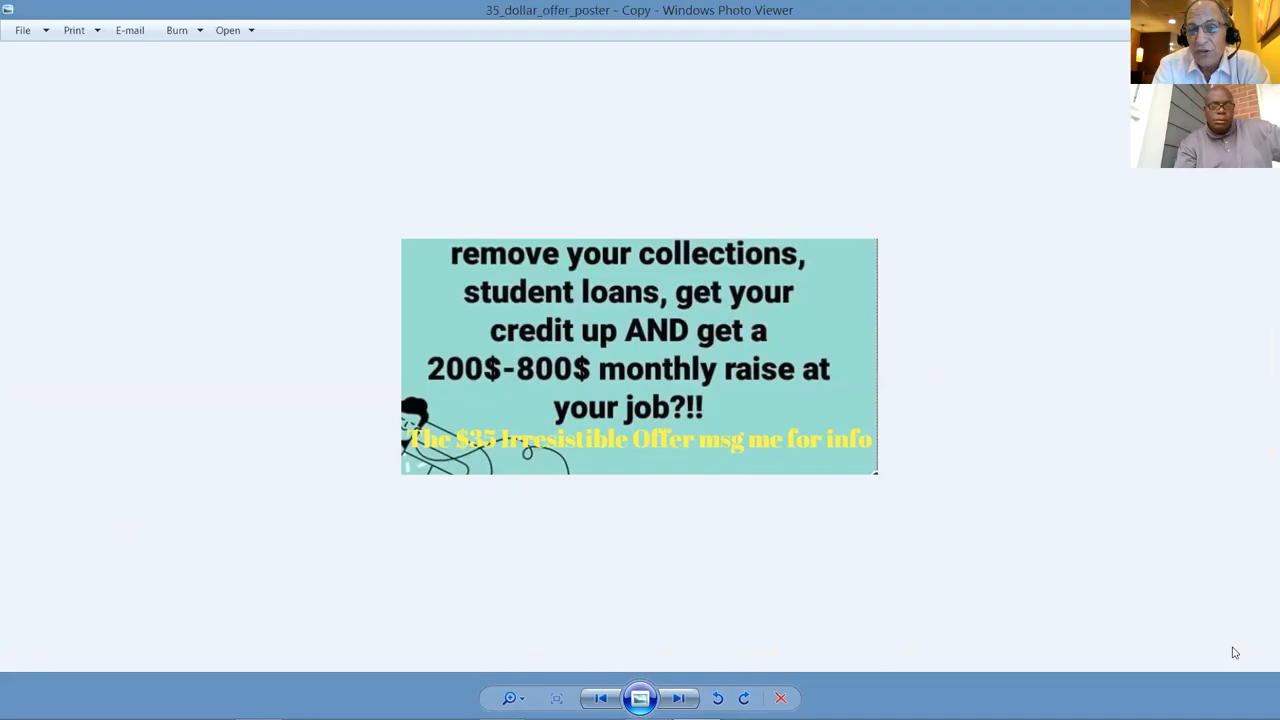 35_dollar_offer_poster - Copy - Windows Photo Viewer
File Print E-mail Burn Open
remove your collections,
student loans, get your
credit up AND get a
200$-800$ monthly raise at
your job?!!
The $35 Irresistible Offer msg me for info